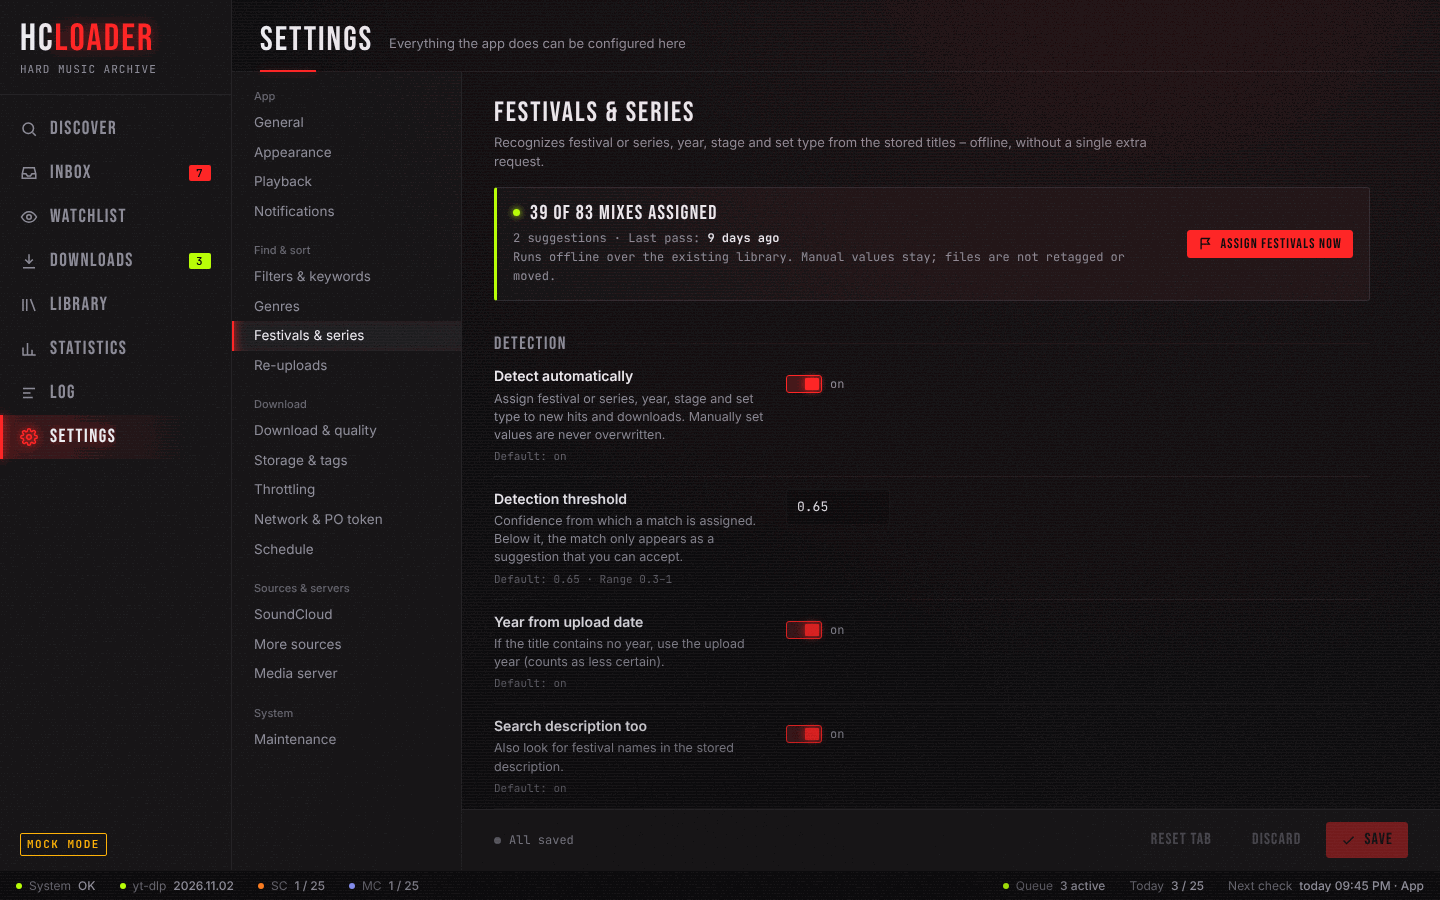 HCLOADER
HARD MUSIC ARCHIVE
DISCOVER
INBOX 7
WATCHLIST
DOWNLOADS 3
LIBRARY
STATISTICS
LOG
SETTINGS
MOCK MODE
SETTINGS Everything the app does can be configured here
App
General
Appearance
Playback
Notifications
Find & sort
Filters & keywords
Genres
Festivals & series
Re-uploads
Download
Download & quality
Storage & tags
Throttling
Network & PO token
Schedule
Sources & servers
SoundCloud
More sources
Media server
System
Maintenance
FESTIVALS & SERIES
Recognizes festival or series, year, stage and set type from the stored titles – offline, without a single extra
request.
39 OF 83 MIXES ASSIGNED
2 suggestions · Last pass: 9 days ago
Runs offline over the existing library. Manual values stay; files are not retagged or
moved.
ASSIGN FESTIVALS NOW
DETECTION
Detect automatically
on
Assign festival or series, year, stage and set
type to new hits and downloads. Manually set
values are never overwritten.
Default: on
Detection threshold
0.65
Confidence from which a match is assigned.
Below it, the match only appears as a
suggestion that you can accept.
Default: 0.65 · Range 0.3–1
Year from upload date
on
If the title contains no year, use the upload
year (counts as less certain).
Default: on
Search description too
on
Also look for festival names in the stored
description.
Default: on
All saved
RESET TAB DISCARD SAVE
System OK yt-dlp 2026.11.02 SC 1 / 25 MC 1 / 25 Queue 3 active Today 3 / 25 Next check today 09:45 PM · App